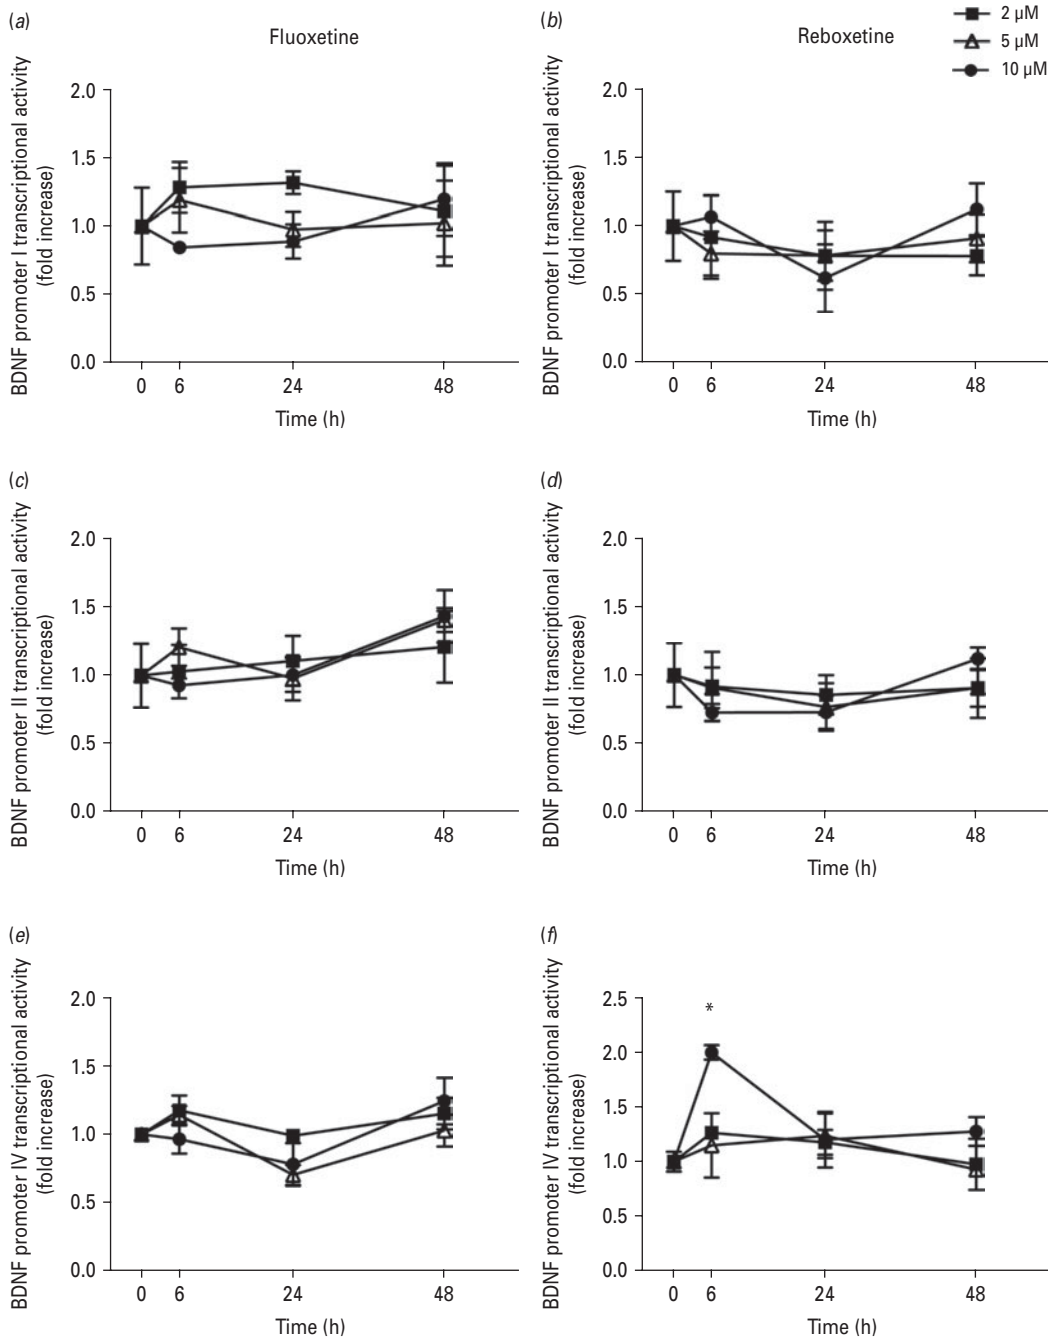 (a)
Fluoxetine
BDNF promoter I transcriptional activity
(fold increase)
2.0
1.5
1.0
0.5
0.0
0 6 24 48
Time (h)
(b)
Reboxetine
2 μM
5 μM
10 μM
BDNF promoter I transcriptional activity
(fold increase)
2.0
1.5
1.0
0.5
0.0
0 6 24 48
Time (h)
(c)
BDNF promoter II transcriptional activity
(fold increase)
2.0
1.5
1.0
0.5
0.0
0 6 24 48
Time (h)
(d)
BDNF promoter II transcriptional activity
(fold increase)
2.0
1.5
1.0
0.5
0.0
0 6 24 48
Time (h)
(e)
BDNF promoter IV transcriptional activity
(fold increase)
2.0
1.5
1.0
0.5
0.0
0 6 24 48
Time (h)
(f)
BDNF promoter IV transcriptional activity
(fold increase)
2.5
2.0
1.5
1.0
0.5
0.0
*
0 6 24 48
Time (h)